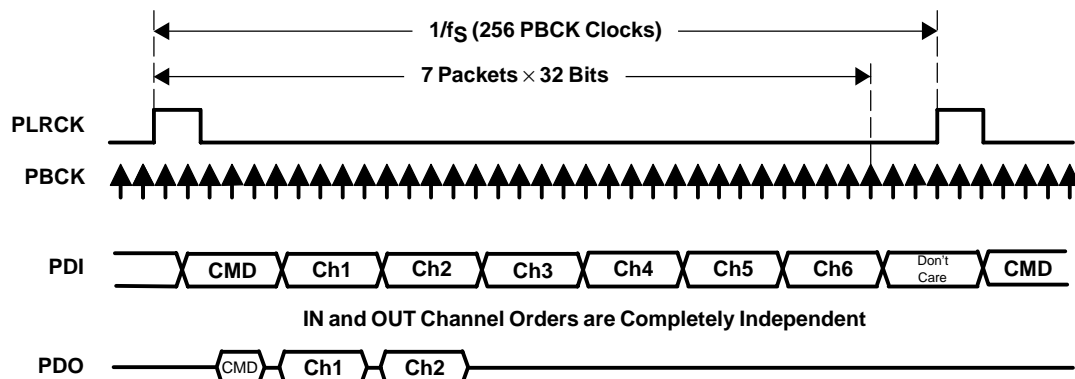 1/fS (256 PBCK Clocks)
7 Packets × 32 Bits
PLRCK
PBCK
PDI CMD Ch1 Ch2 Ch3 Ch4 Ch5 Ch6 Don't Care CMD
IN and OUT Channel Orders are Completely Independent
PDO CMD Ch1 Ch2